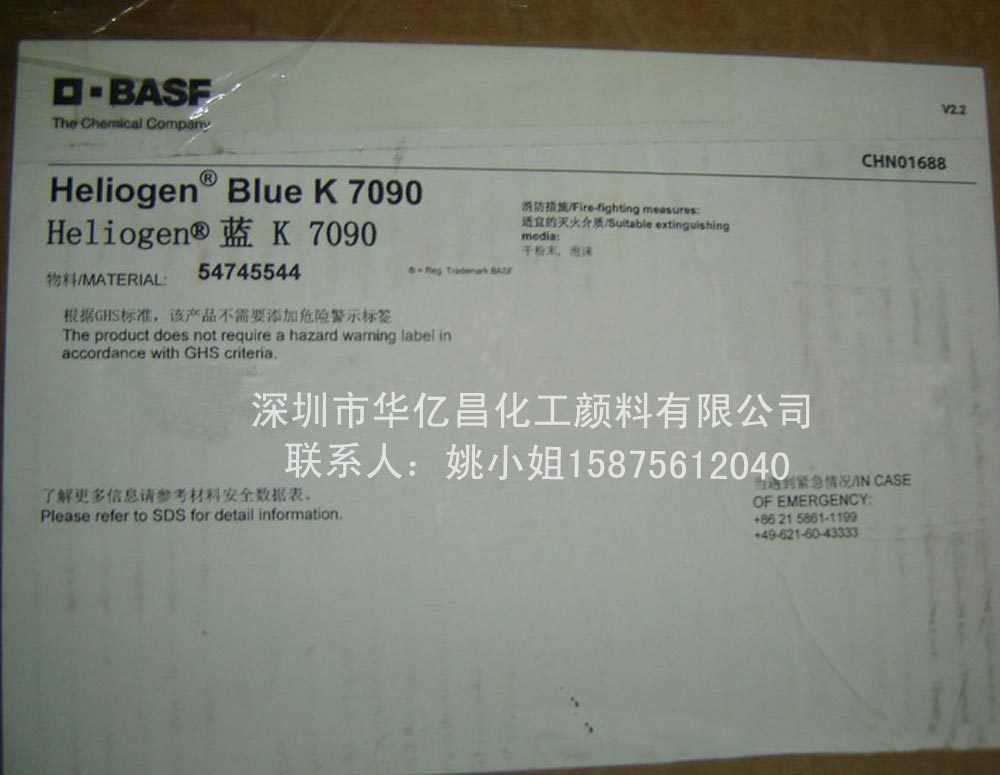 BASF
The Chemical Company
V2.2
CHN01688
Heliogen® Blue K 7090
Heliogen® 蓝 K 7090
物料/MATERIAL: 54745544
® = Reg. Trademark BASF
消防措施/Fire-fighting measures:
适宜的灭火介质/Suitable extinguishing
media:
干粉末, 泡沫
根据GHS标准，该产品不需要添加危险警示标签
The product does not require a hazard warning label in
accordance with GHS criteria.
深圳市华亿昌化工颜料有限公司
联系人：姚小姐15875612040
了解更多信息请参考材料安全数据表。
Please refer to SDS for detail information.
当遇到紧急情况/IN CASE
OF EMERGENCY:
+86 21 5861-1199
+49-621-60-43333